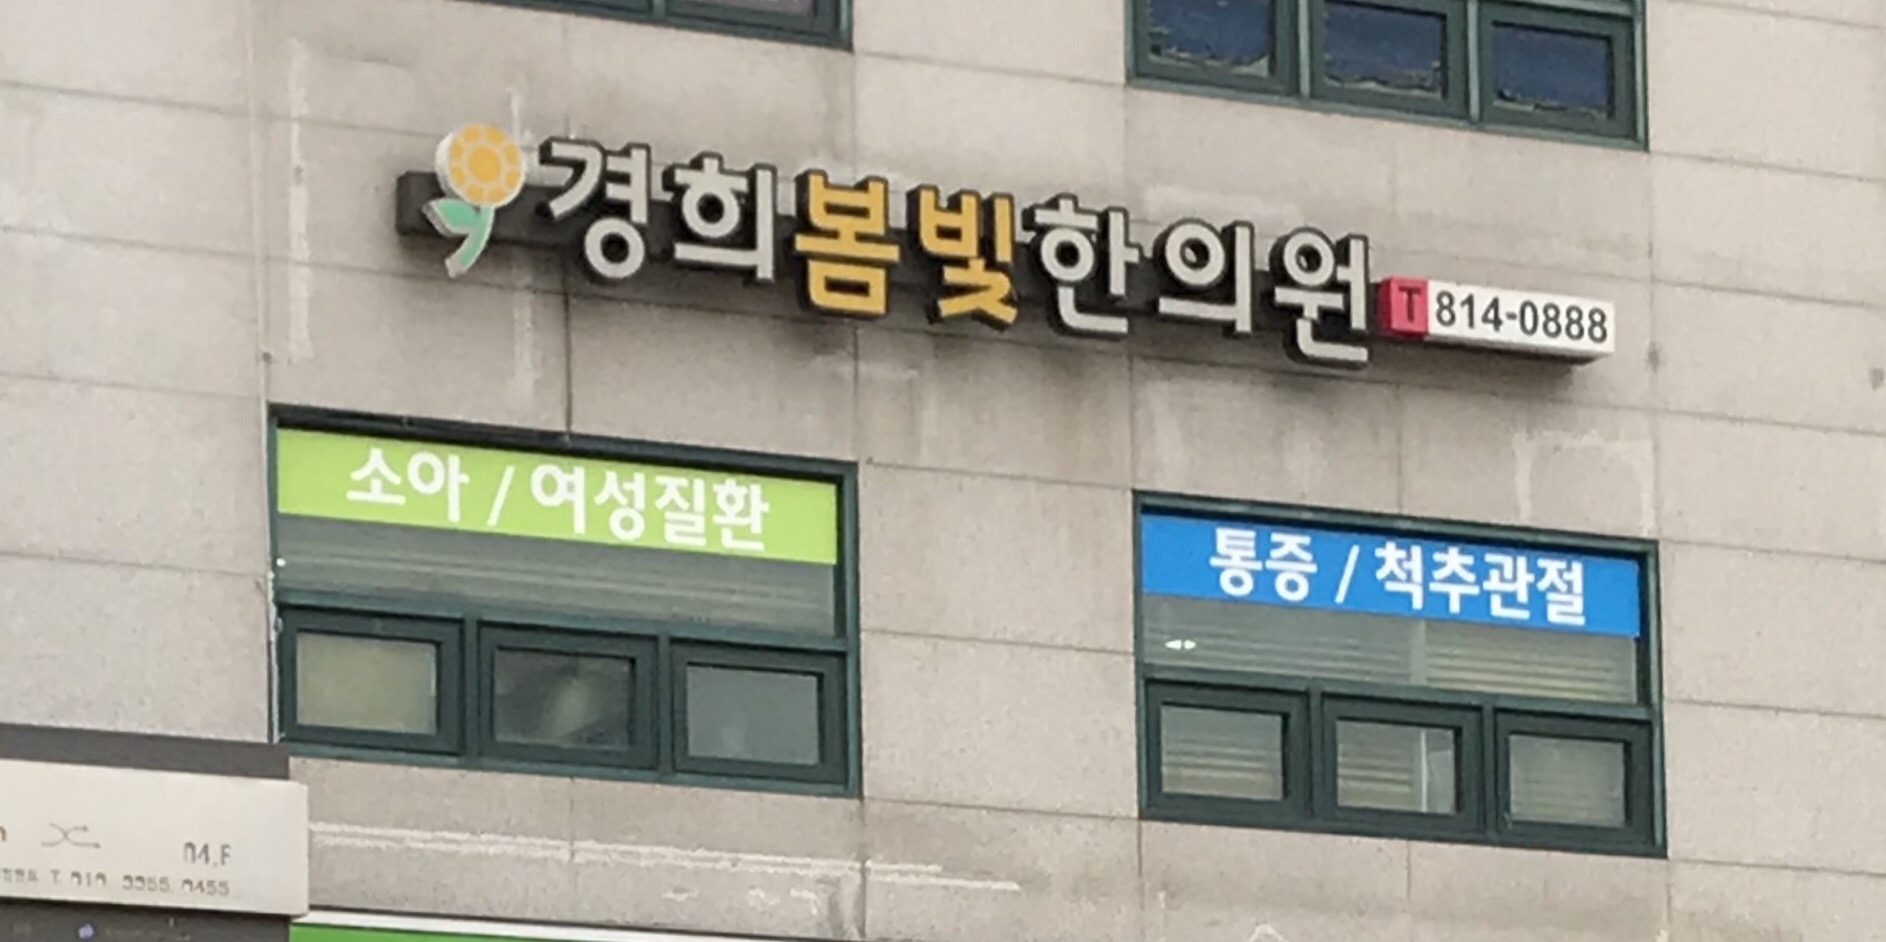 경희봄빛한의원 T 814-0888
소아 / 여성질환
통증 / 척추관절
04.F